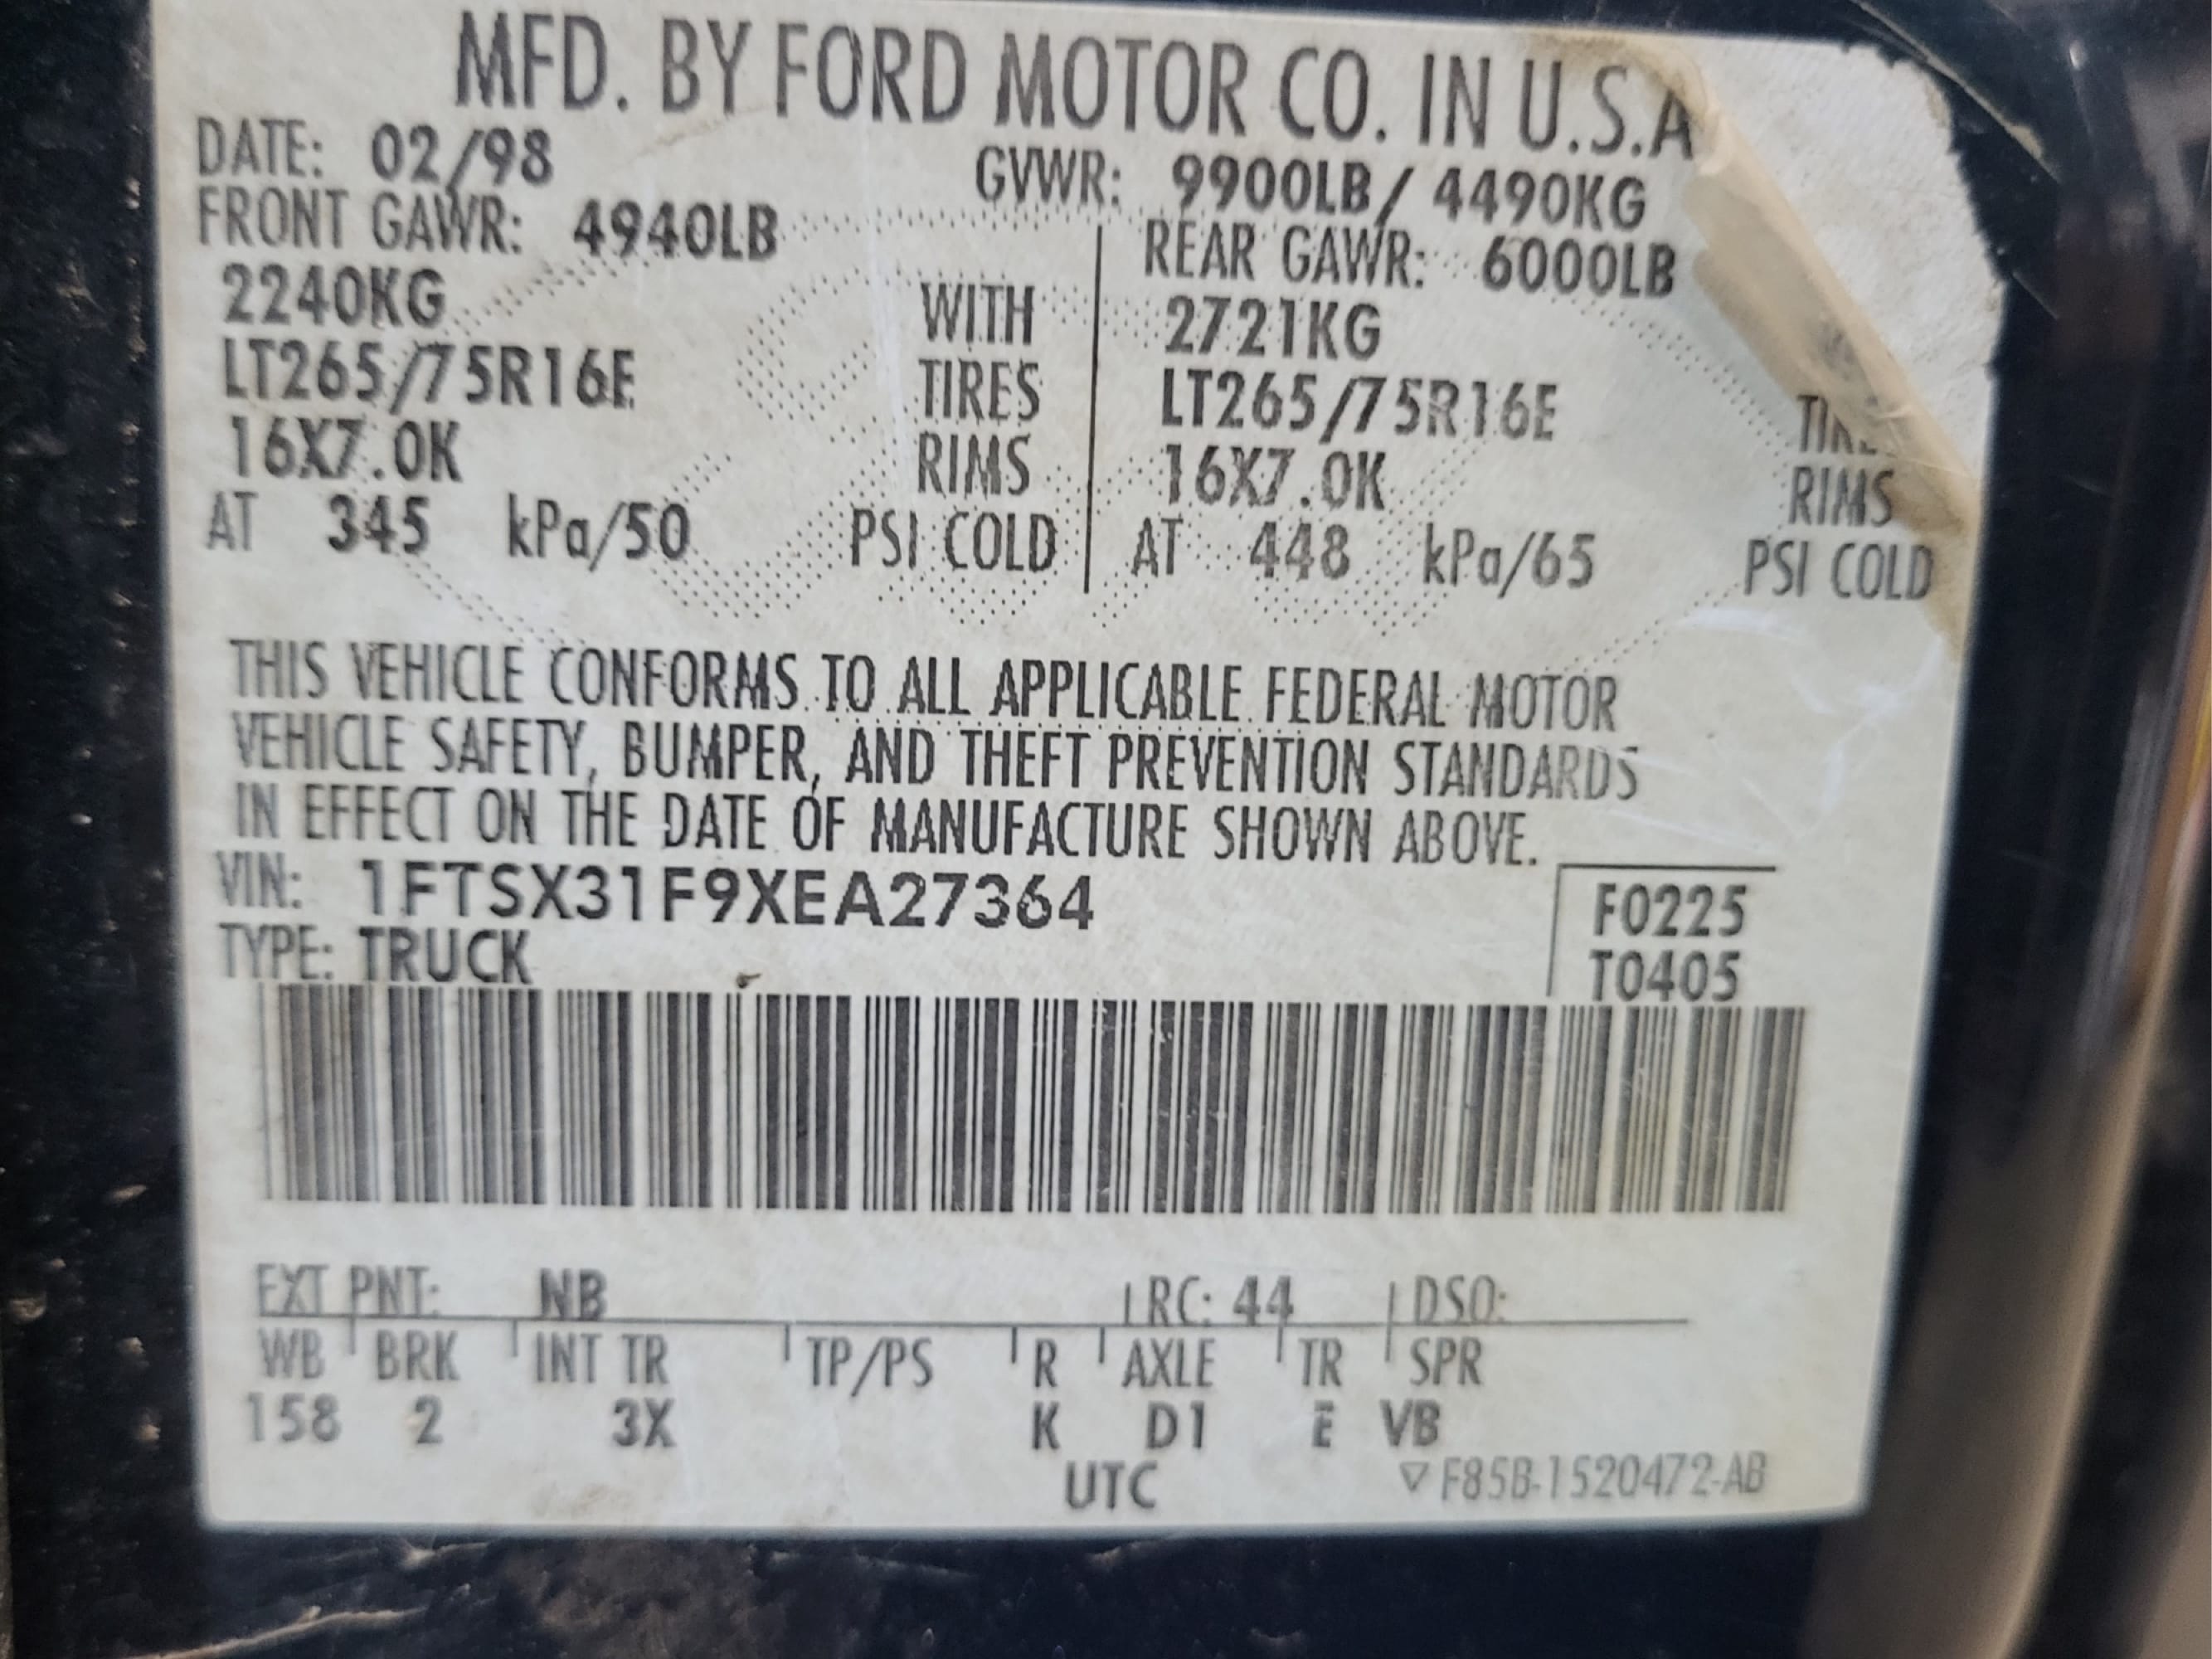 MFD. BY FORD MOTOR CO. IN U.S.A
DATE: 02/98 GVWR: 9900LB/ 4490KG
FRONT GAWR: 4940LB REAR GAWR: 6000LB
2240KG WITH 2721KG
LT265/75R16E TIRES LT265/75R16E
16X7.0K RIMS 16X7.0K RIMS
AT 345 kPa/50 PSI COLD AT 448 kPa/65 PSI COLD
THIS VEHICLE CONFORMS TO ALL APPLICABLE FEDERAL MOTOR
VEHICLE SAFETY, BUMPER, AND THEFT PREVENTION STANDARDS
IN EFFECT ON THE DATE OF MANUFACTURE SHOWN ABOVE.
VIN: 1FTSX31F9XEA27364 F0225
TYPE: TRUCK T0405
EXT PNT: NB RC: 44 DSO:
WB BRK INT TR TP/PS R AXLE TR SPR
158 2 3X K D1 E VB
UTC ▽ F85B-1520472-AB